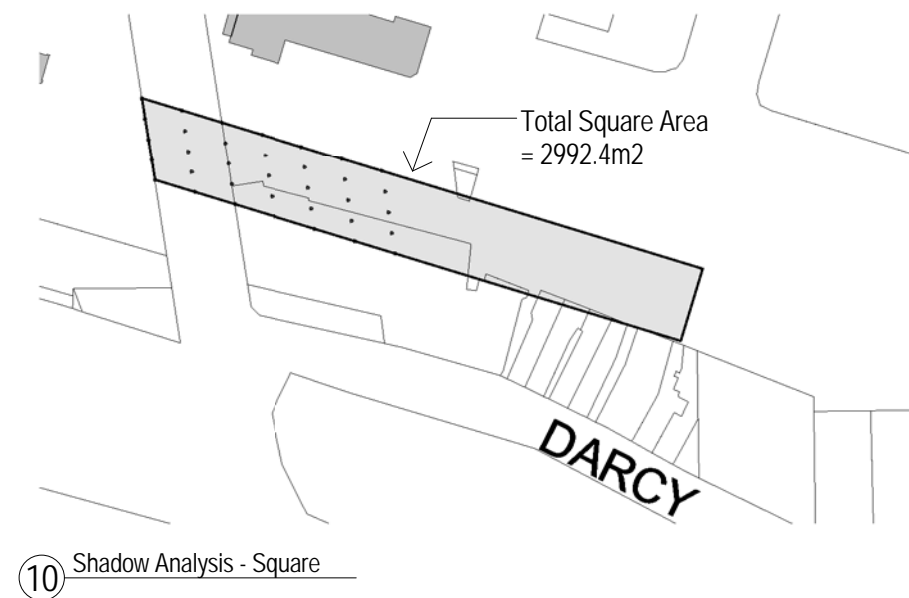 Total Square Area
= 2992.4m2
DARCY
10 Shadow Analysis - Square